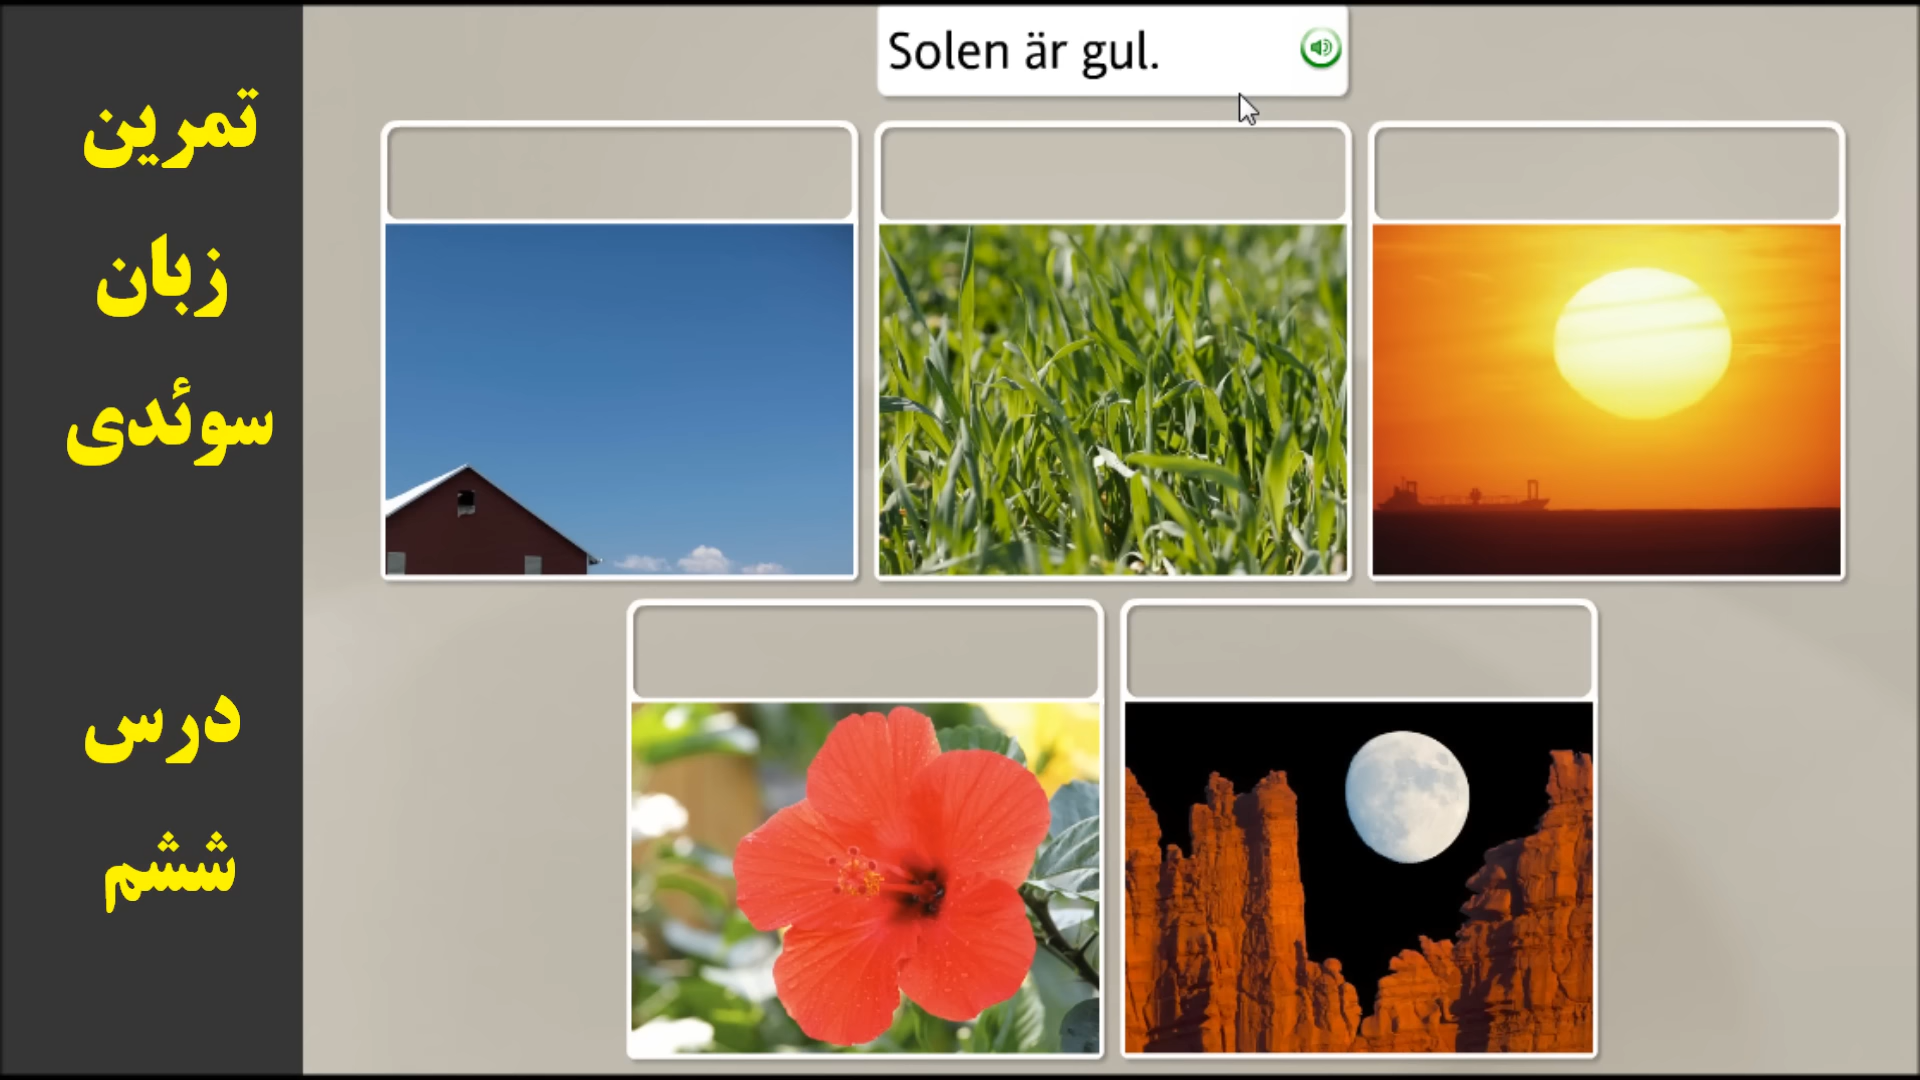 Solen är gul.
تمرین
زبان
سوئدی
درس
ششم